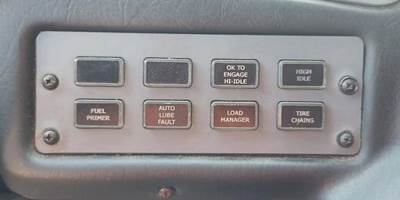 OK TO
ENGAGE
HI-IDLE
HIGH
IDLE
FUEL
PRIMER
AUTO
LUBE
FAULT
LOAD
MANAGER
TIRE
CHAINS